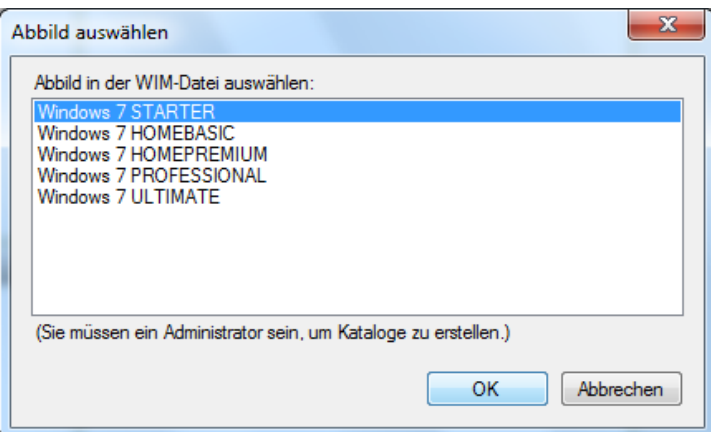 Abbild auswählen
Abbild in der WIM-Datei auswählen:
Windows 7 STARTER
Windows 7 HOMEBASIC
Windows 7 HOMEPREMIUM
Windows 7 PROFESSIONAL
Windows 7 ULTIMATE
(Sie müssen ein Administrator sein, um Kataloge zu erstellen.)
OK
Abbrechen